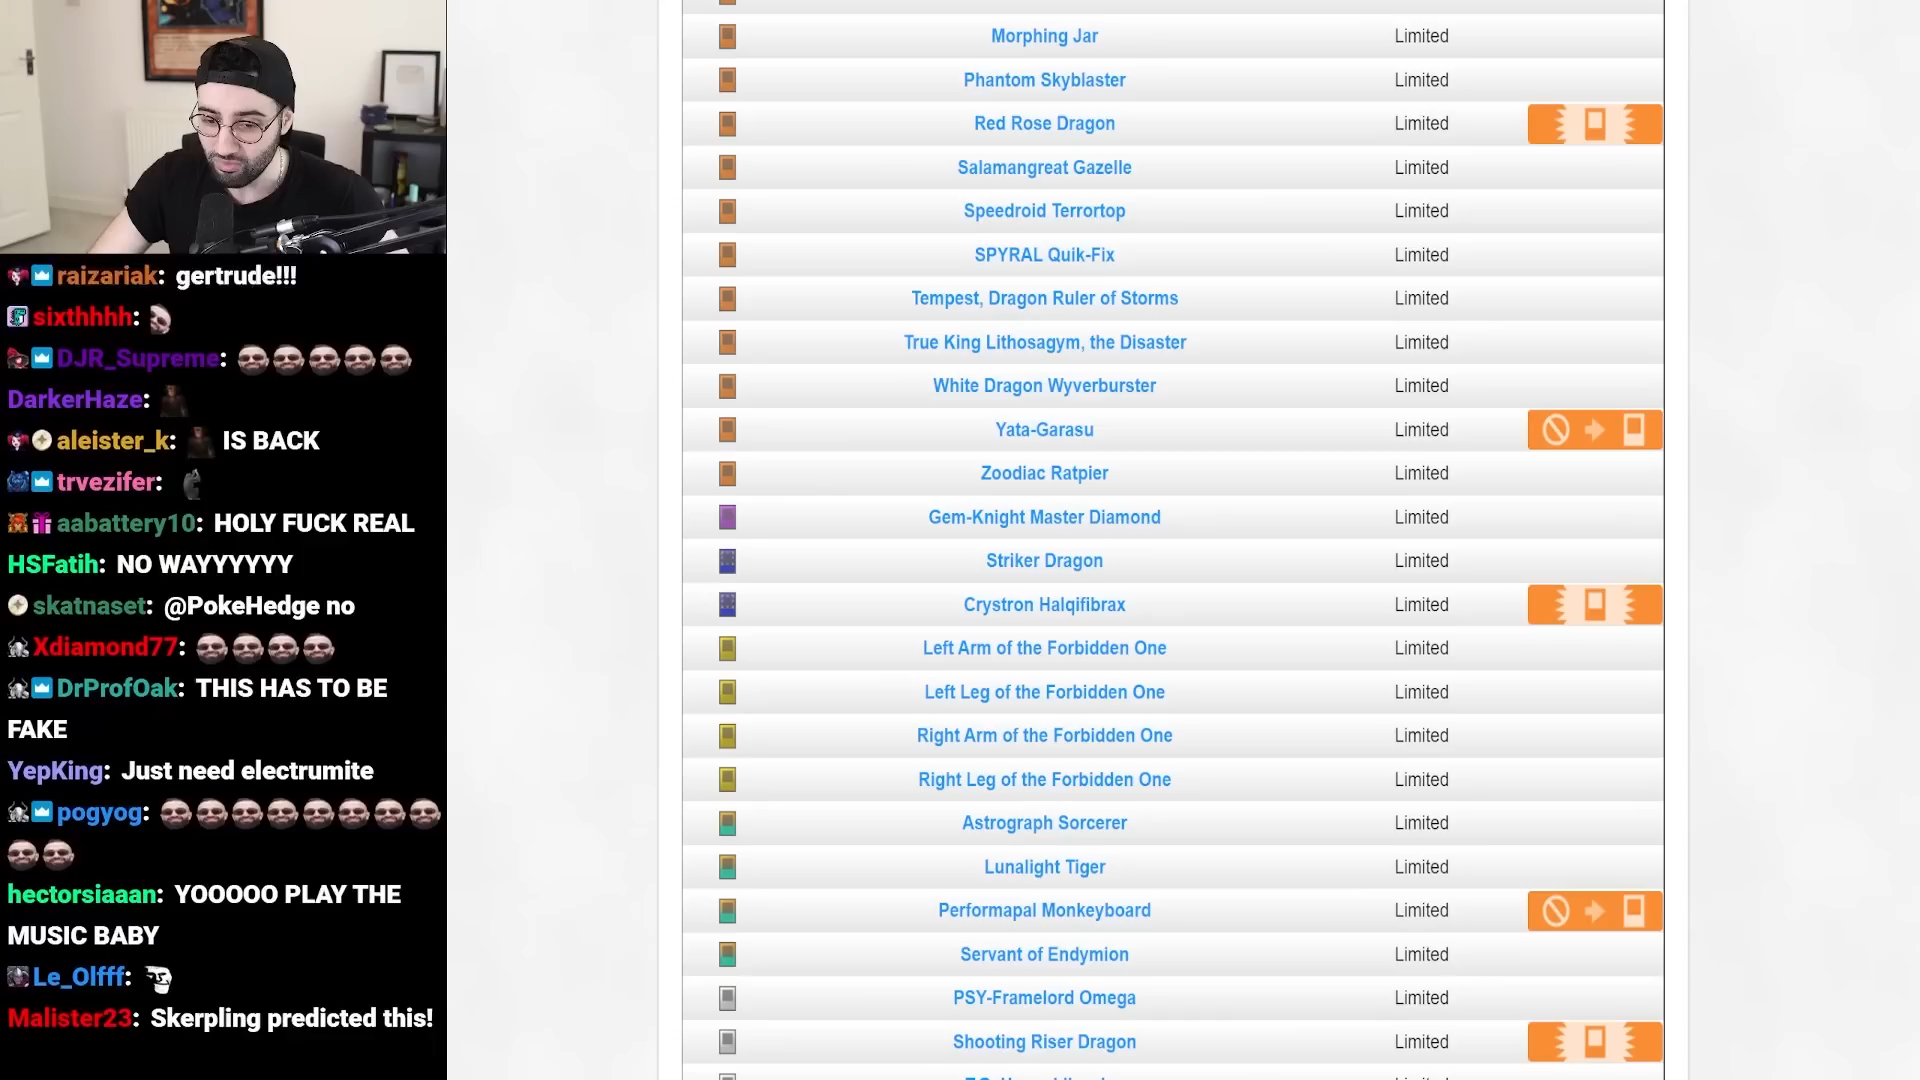 raizariak: gertrude!!!
sixthhhh:
DJR_Supreme:
DarkerHaze:
aleister_k: IS BACK
trvezifer:
aabattery10: HOLY FUCK REAL
HSFatih: NO WAYYYYYY
skatnaset: @PokeHedge no
Xdiamond77:
DrProfOak: THIS HAS TO BE
FAKE
YepKing: Just need electrumite
pogyog:
hectorsiaaan: YOOOOO PLAY THE
MUSIC BABY
Le_Olfff:
Malister23: Skerpling predicted this!
Morphing Jar Limited
Phantom Skyblaster Limited
Red Rose Dragon Limited
Salamangreat Gazelle Limited
Speedroid Terrortop Limited
SPYRAL Quik-Fix Limited
Tempest, Dragon Ruler of Storms Limited
True King Lithosagym, the Disaster Limited
White Dragon Wyverburster Limited
Yata-Garasu Limited
Zoodiac Ratpier Limited
Gem-Knight Master Diamond Limited
Striker Dragon Limited
Crystron Halqifibrax Limited
Left Arm of the Forbidden One Limited
Left Leg of the Forbidden One Limited
Right Arm of the Forbidden One Limited
Right Leg of the Forbidden One Limited
Astrograph Sorcerer Limited
Lunalight Tiger Limited
Performapal Monkeyboard Limited
Servant of Endymion Limited
PSY-Framelord Omega Limited
Shooting Riser Dragon Limited